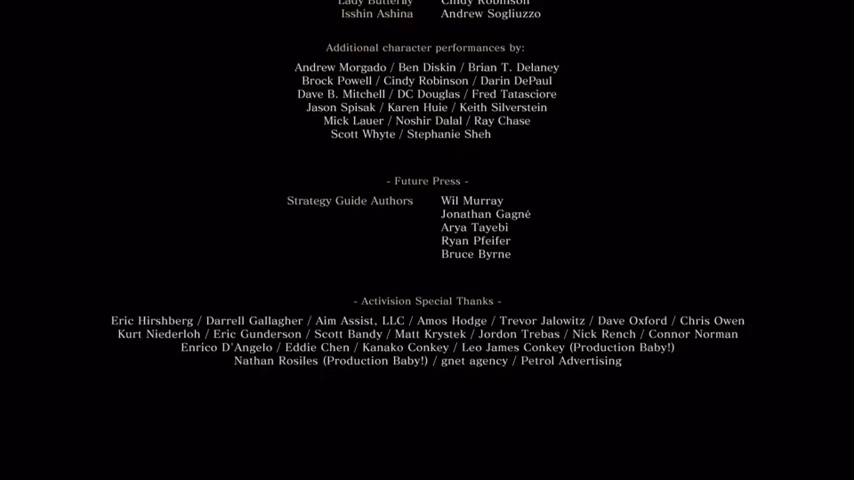 Lady Butterfly Cindy Robinson
Isshin Ashina Andrew Sogliuzzo
Additional character performances by:
Andrew Morgado / Ben Diskin / Brian T. Delaney
Brock Powell / Cindy Robinson / Darin DePaul
Dave B. Mitchell / DC Douglas / Fred Tatasciore
Jason Spisak / Karen Huie / Keith Silverstein
Mick Lauer / Noshir Dalal / Ray Chase
Scott Whyte / Stephanie Sheh
- Future Press -
Strategy Guide Authors Wil Murray
Jonathan Gagné
Arya Tayebi
Ryan Pfeifer
Bruce Byrne
- Activision Special Thanks -
Eric Hirshberg / Darrell Gallagher / Aim Assist, LLC / Amos Hodge / Trevor Jalowitz / Dave Oxford / Chris Owen
Kurt Niederloh / Eric Gunderson / Scott Bandy / Matt Krystek / Jordon Trebas / Nick Rench / Connor Norman
Enrico D'Angelo / Eddie Chen / Kanako Conkey / Leo James Conkey (Production Baby!)
Nathan Rosiles (Production Baby!) / gnet agency / Petrol Advertising